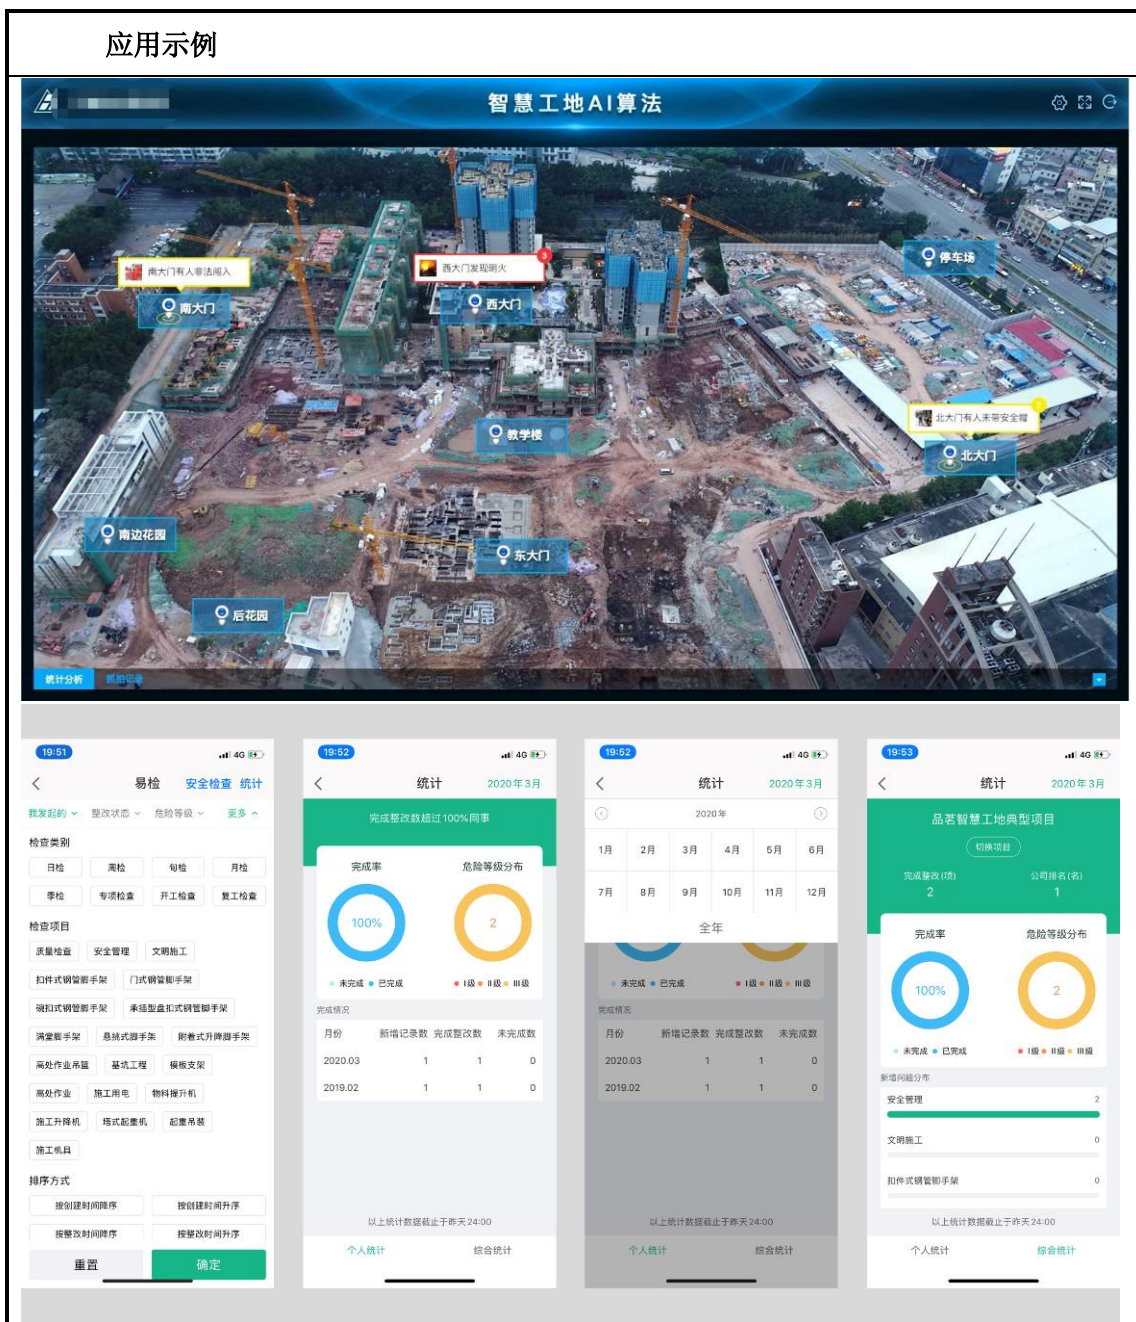 应用示例
智慧工地AI算法
南大门有人非法闯入
南大门
西大门发现明火
3
西大门
停车场
北大门有人未带安全帽
北大门
教学楼
南边花园
东大门
后花园
统计分析 抓拍记录
19:51 4G
易检 安全检查 统计
我发起的 整改状态 危险等级 更多
检查类别
日检 周检 旬检 月检
季检 专项检查 开工检查 复工检查
检查项目
质量检查 安全管理 文明施工
扣件式钢管脚手架 门式钢管脚手架
碗扣式钢管脚手架 承插型盘扣式钢管脚手架
满堂脚手架 悬挑式脚手架 附着式升降脚手架
高处作业吊篮 基坑工程 模板支架
高处作业 施工用电 物料提升机
施工升降机 塔式起重机 起重吊装
施工机具
排序方式
按创建时间降序 按创建时间升序
按整改时间降序 按整改时间升序
重置 确定
19:52 4G
统计 2020年3月
完成整改数超过100%同事
完成率 危险等级分布
100% 2
未完成 已完成 I级 II级 III级
完成情况
月份 新增记录数 完成整改数 未完成数
2020.03 1 1 0
2019.02 1 1 0
以上统计数据截止于昨天24:00
个人统计 综合统计
19:52 4G
统计 2020年3月
2020年
1月 2月 3月 4月 5月 6月
7月 8月 9月 10月 11月 12月
全年
未完成 已完成 I级 II级 III级
完成情况
月份 新增记录数 完成整改数 未完成数
2020.03 1 1 0
2019.02 1 1 0
以上统计数据截止于昨天24:00
个人统计 综合统计
19:53 4G
统计 2020年3月
品茗智慧工地典型项目
切换项目
完成整改(项) 公司排名(名)
2 1
完成率 危险等级分布
100% 2
未完成 已完成 I级 II级 III级
新增问题分布
安全管理 2
文明施工 0
扣件式钢管脚手架 0
以上统计数据截止于昨天24:00
个人统计 综合统计